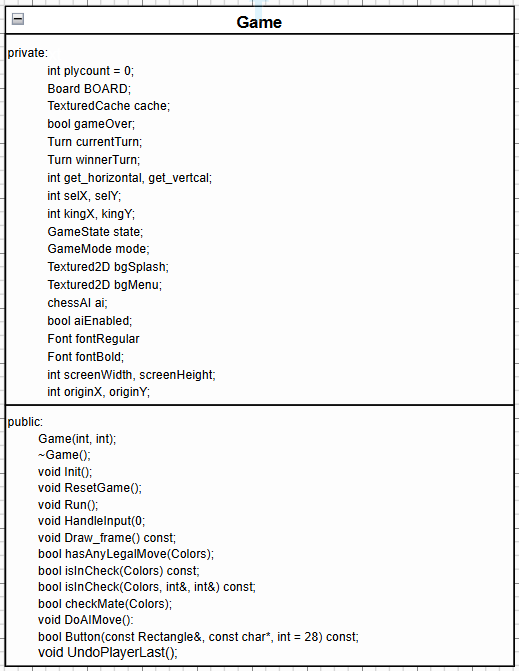 Game
private:
int plycount = 0;
Board BOARD;
TexturedCache cache;
bool gameOver;
Turn currentTurn;
Turn winnerTurn;
int get_horizontal, get_vertcal;
int selX, selY;
int kingX, kingY;
GameState state;
GameMode mode;
Textured2D bgSplash;
Textured2D bgMenu;
chessAI ai;
bool aiEnabled;
Font fontRegular
Font fontBold;
int screenWidth, screenHeight;
int originX, originY;
public:
Game(int, int);
~Game();
void Init();
void ResetGame();
void Run();
void HandleInput(0;
void Draw_frame() const;
bool hasAnyLegalMove(Colors);
bool isInCheck(Colors) const;
bool isInCheck(Colors, int&, int&) const;
bool checkMate(Colors);
void DoAIMove():
bool Button(const Rectangle&, const char*, int = 28) const;
void UndoPlayerLast();